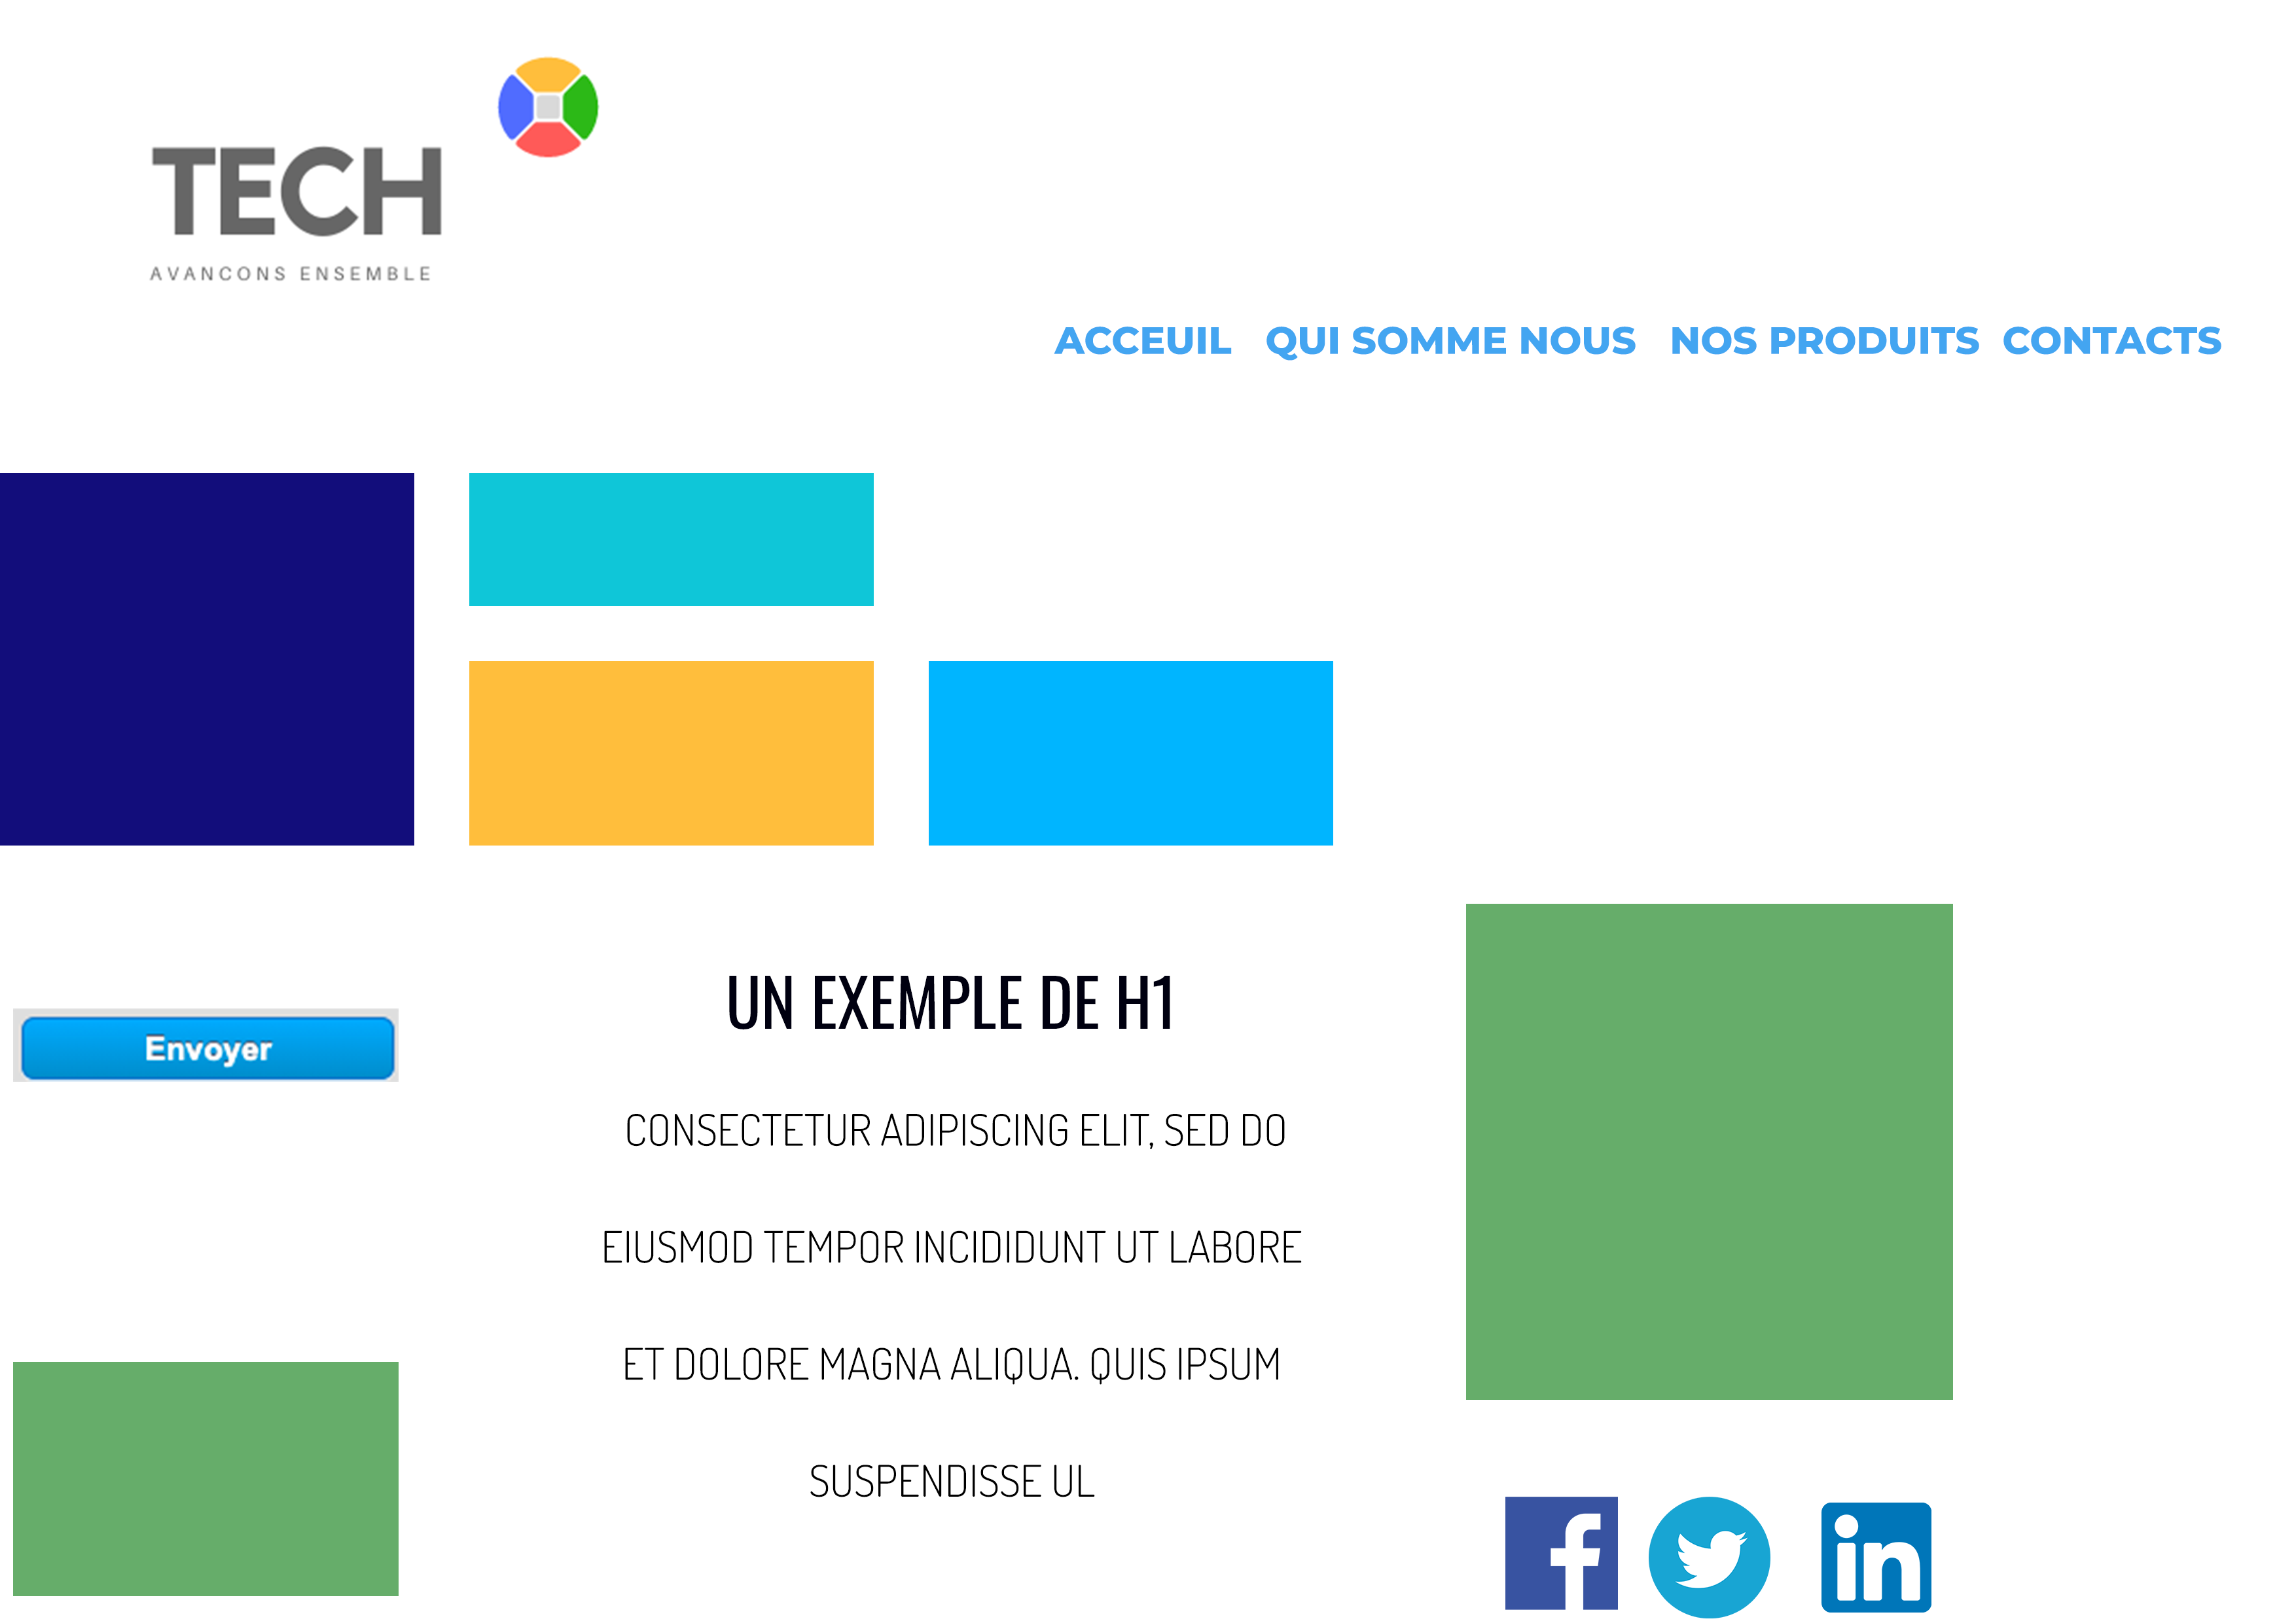 TECH
AVANCONS ENSEMBLE
ACCEUIL QUI SOMME NOUS NOS PRODUITS CONTACTS
UN EXEMPLE DE H1
Envoyer
CONSECTETUR ADIPISCING ELIT, SED DO
EIUSMOD TEMPOR INCIDIDUNT UT LABORE
ET DOLORE MAGNA ALIQUA. QUIS IPSUM
SUSPENDISSE UL
f
in